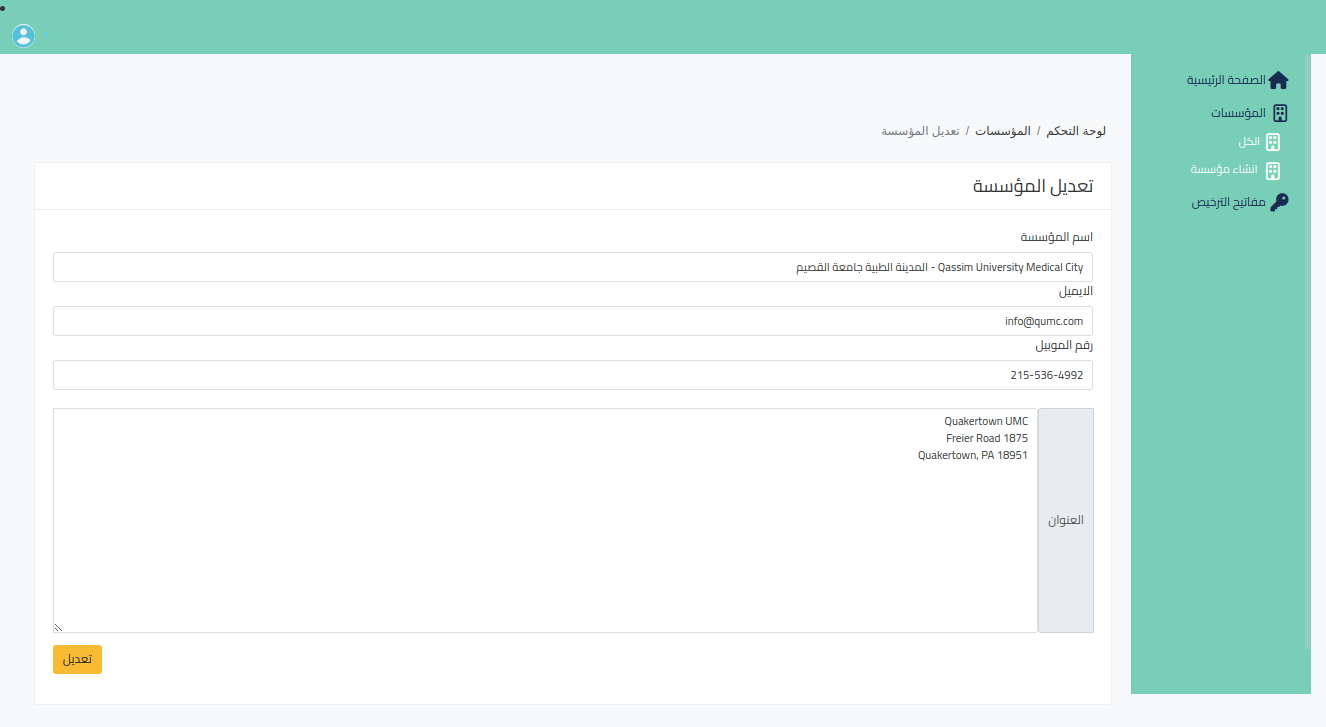 الصفحة الرئيسية
المؤسسات
الكل
انشاء مؤسسة
مفاتيح الترخيص
لوحة التحكم / المؤسسات / تعديل المؤسسة
تعديل المؤسسة
اسم المؤسسة
Qassim University Medical City - المدينة الطبية جامعة القصيم
الايميل
info@qumc.com
رقم الموبيل
215-536-4992
العنوان
Quakertown UMC
Freier Road 1875
Quakertown, PA 18951
تعديل